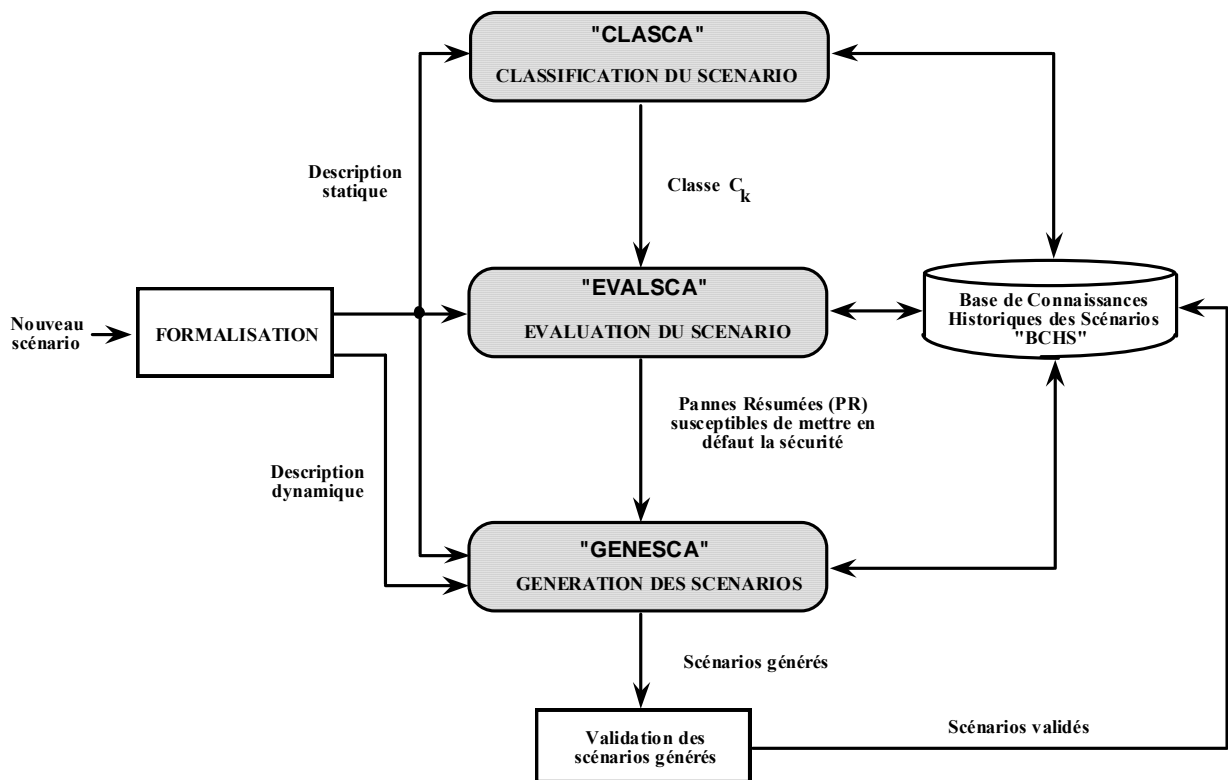 "CLASCA"
CLASSIFICATION DU SCENARIO
Description
statique
Classe C
k
"EVALSCA"
EVALUATION DU SCENARIO
Base de Connaissances
Historiques des Scénarios
"BCHS"
Nouveau
scénario
FORMALISATION
Pannes Résumées (PR)
susceptibles de mettre en
défaut la sécurité
Description
dynamique
"GENESCA"
GENERATION DES SCENARIOS
Scénarios générés
Validation des
scénarios générés
Scénarios validés